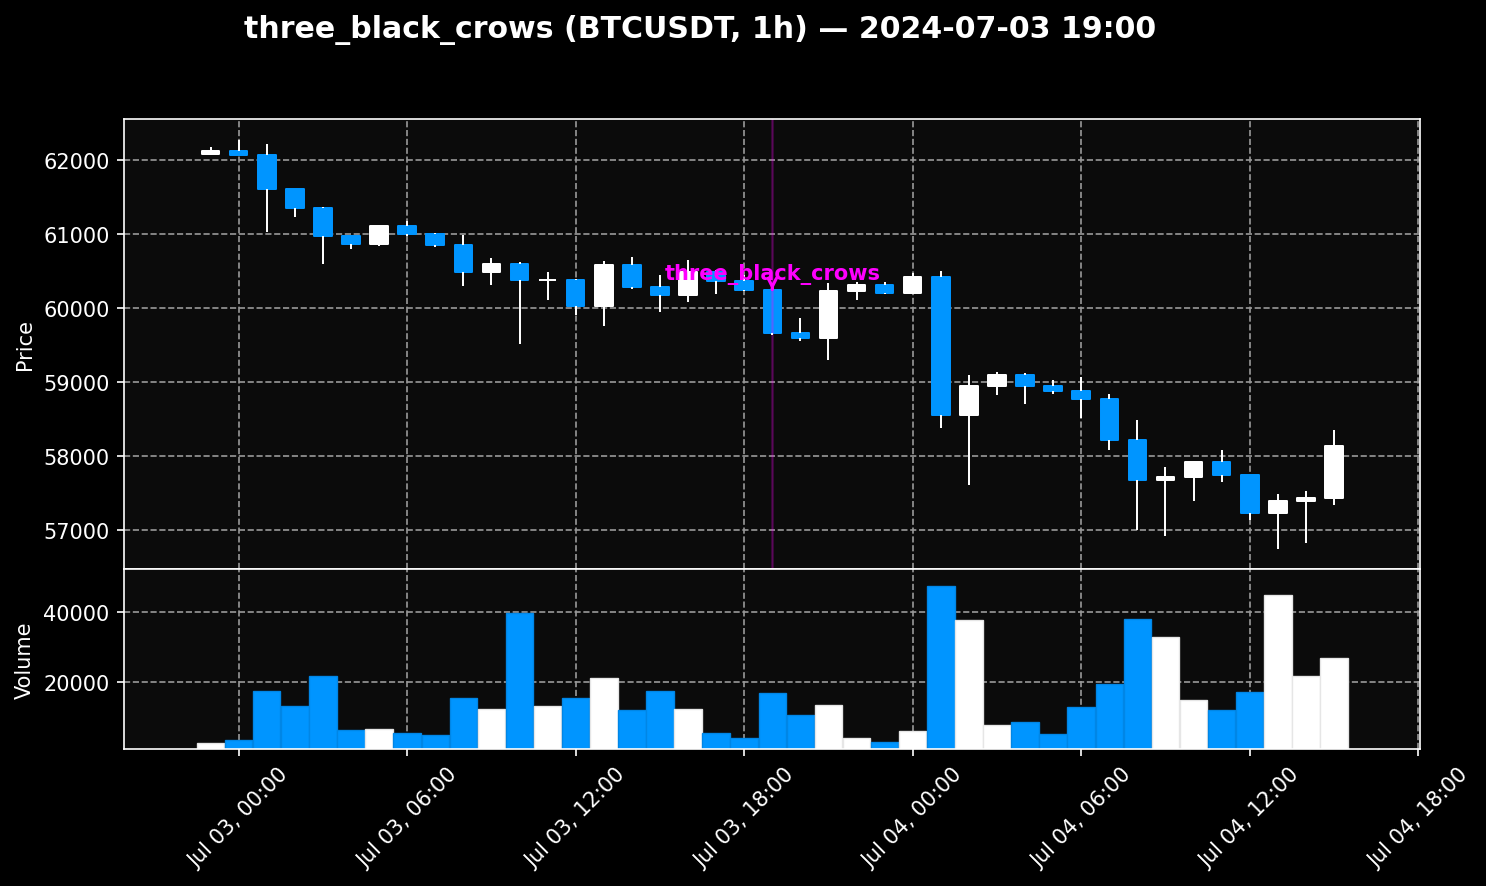 three_black_crows (BTCUSDT, 1h) — 2024-07-03 19:00
62000
61000
60000
59000
58000
57000
Price
three_black_crows
40000
20000
Volume
Jul 03, 00:00
Jul 03, 06:00
Jul 03, 12:00
Jul 03, 18:00
Jul 04, 00:00
Jul 04, 06:00
Jul 04, 12:00
Jul 04, 18:00